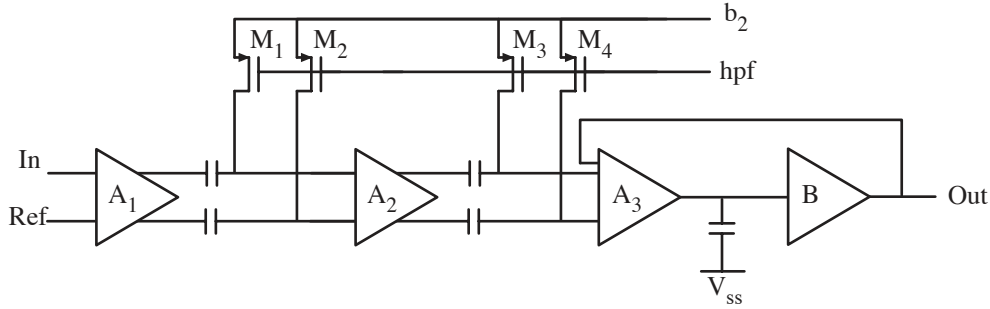 b₂
M₁ M₂ M₃ M₄
hpf
In
Ref
A₁ A₂ A₃ B
Out
Vss